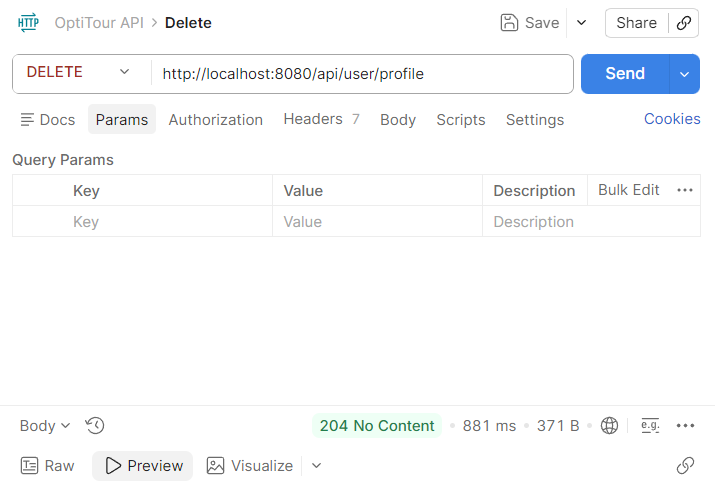 HTTP OptiTour API > Delete Save Share
DELETE http://localhost:8080/api/user/profile Send
Docs Params Authorization Headers 7 Body Scripts Settings Cookies
Query Params
Key Value Description Bulk Edit
Key Value Description
Body 204 No Content 881 ms 371 B e.g.
Raw Preview Visualize